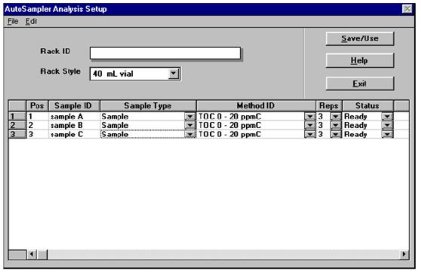 AutoSampler Analysis Setup
File Edit
Rack ID
Rack Style 40 mL vial
Save/Use
Help
Exit
Pos Sample ID Sample Type Method ID Reps Status
1 1 sample A Sample TOC 0 - 20 ppmC 3 Ready
2 2 sample B Sample TOC 0 - 20 ppmC 3 Ready
3 3 sample C Sample TOC 0 - 20 ppmC 3 Ready